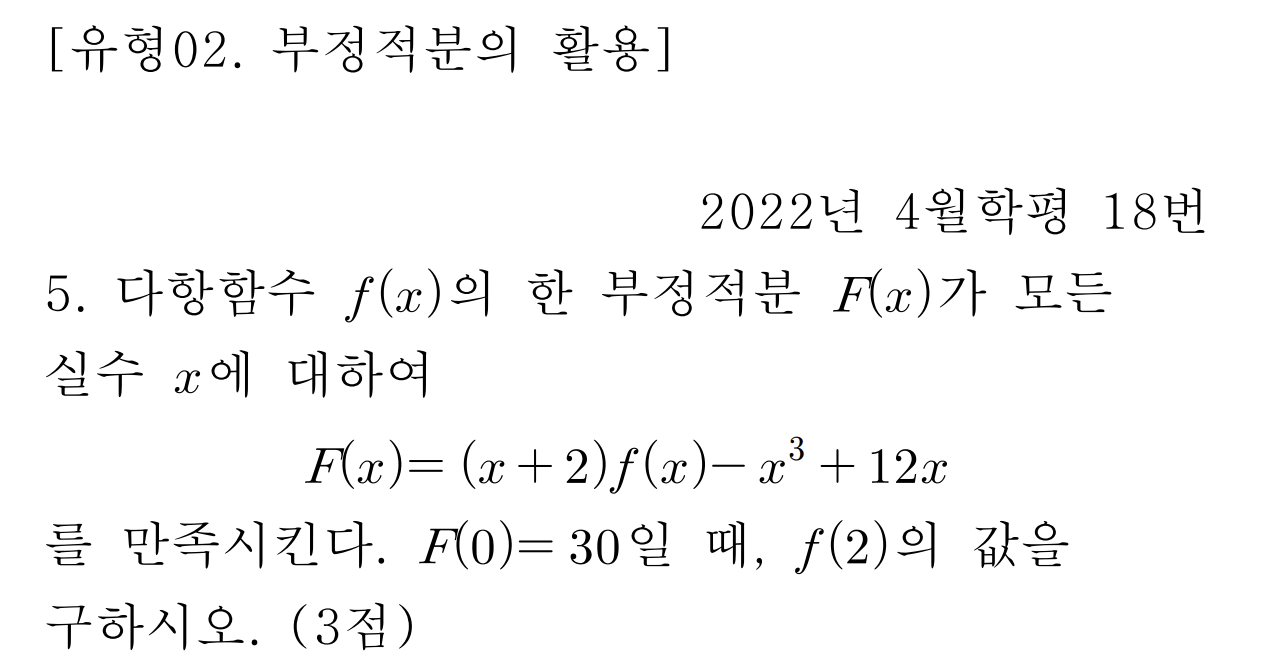 [유형02. 부정적분의 활용]
2022년 4월학평 18번
5. 다항함수 f(x)의 한 부정적분 F(x)가 모든
실수 x에 대하여
F(x)= (x+2)f(x)−x³+12x
를 만족시킨다. F(0)=30일 때, f(2)의 값을
구하시오. (3점)